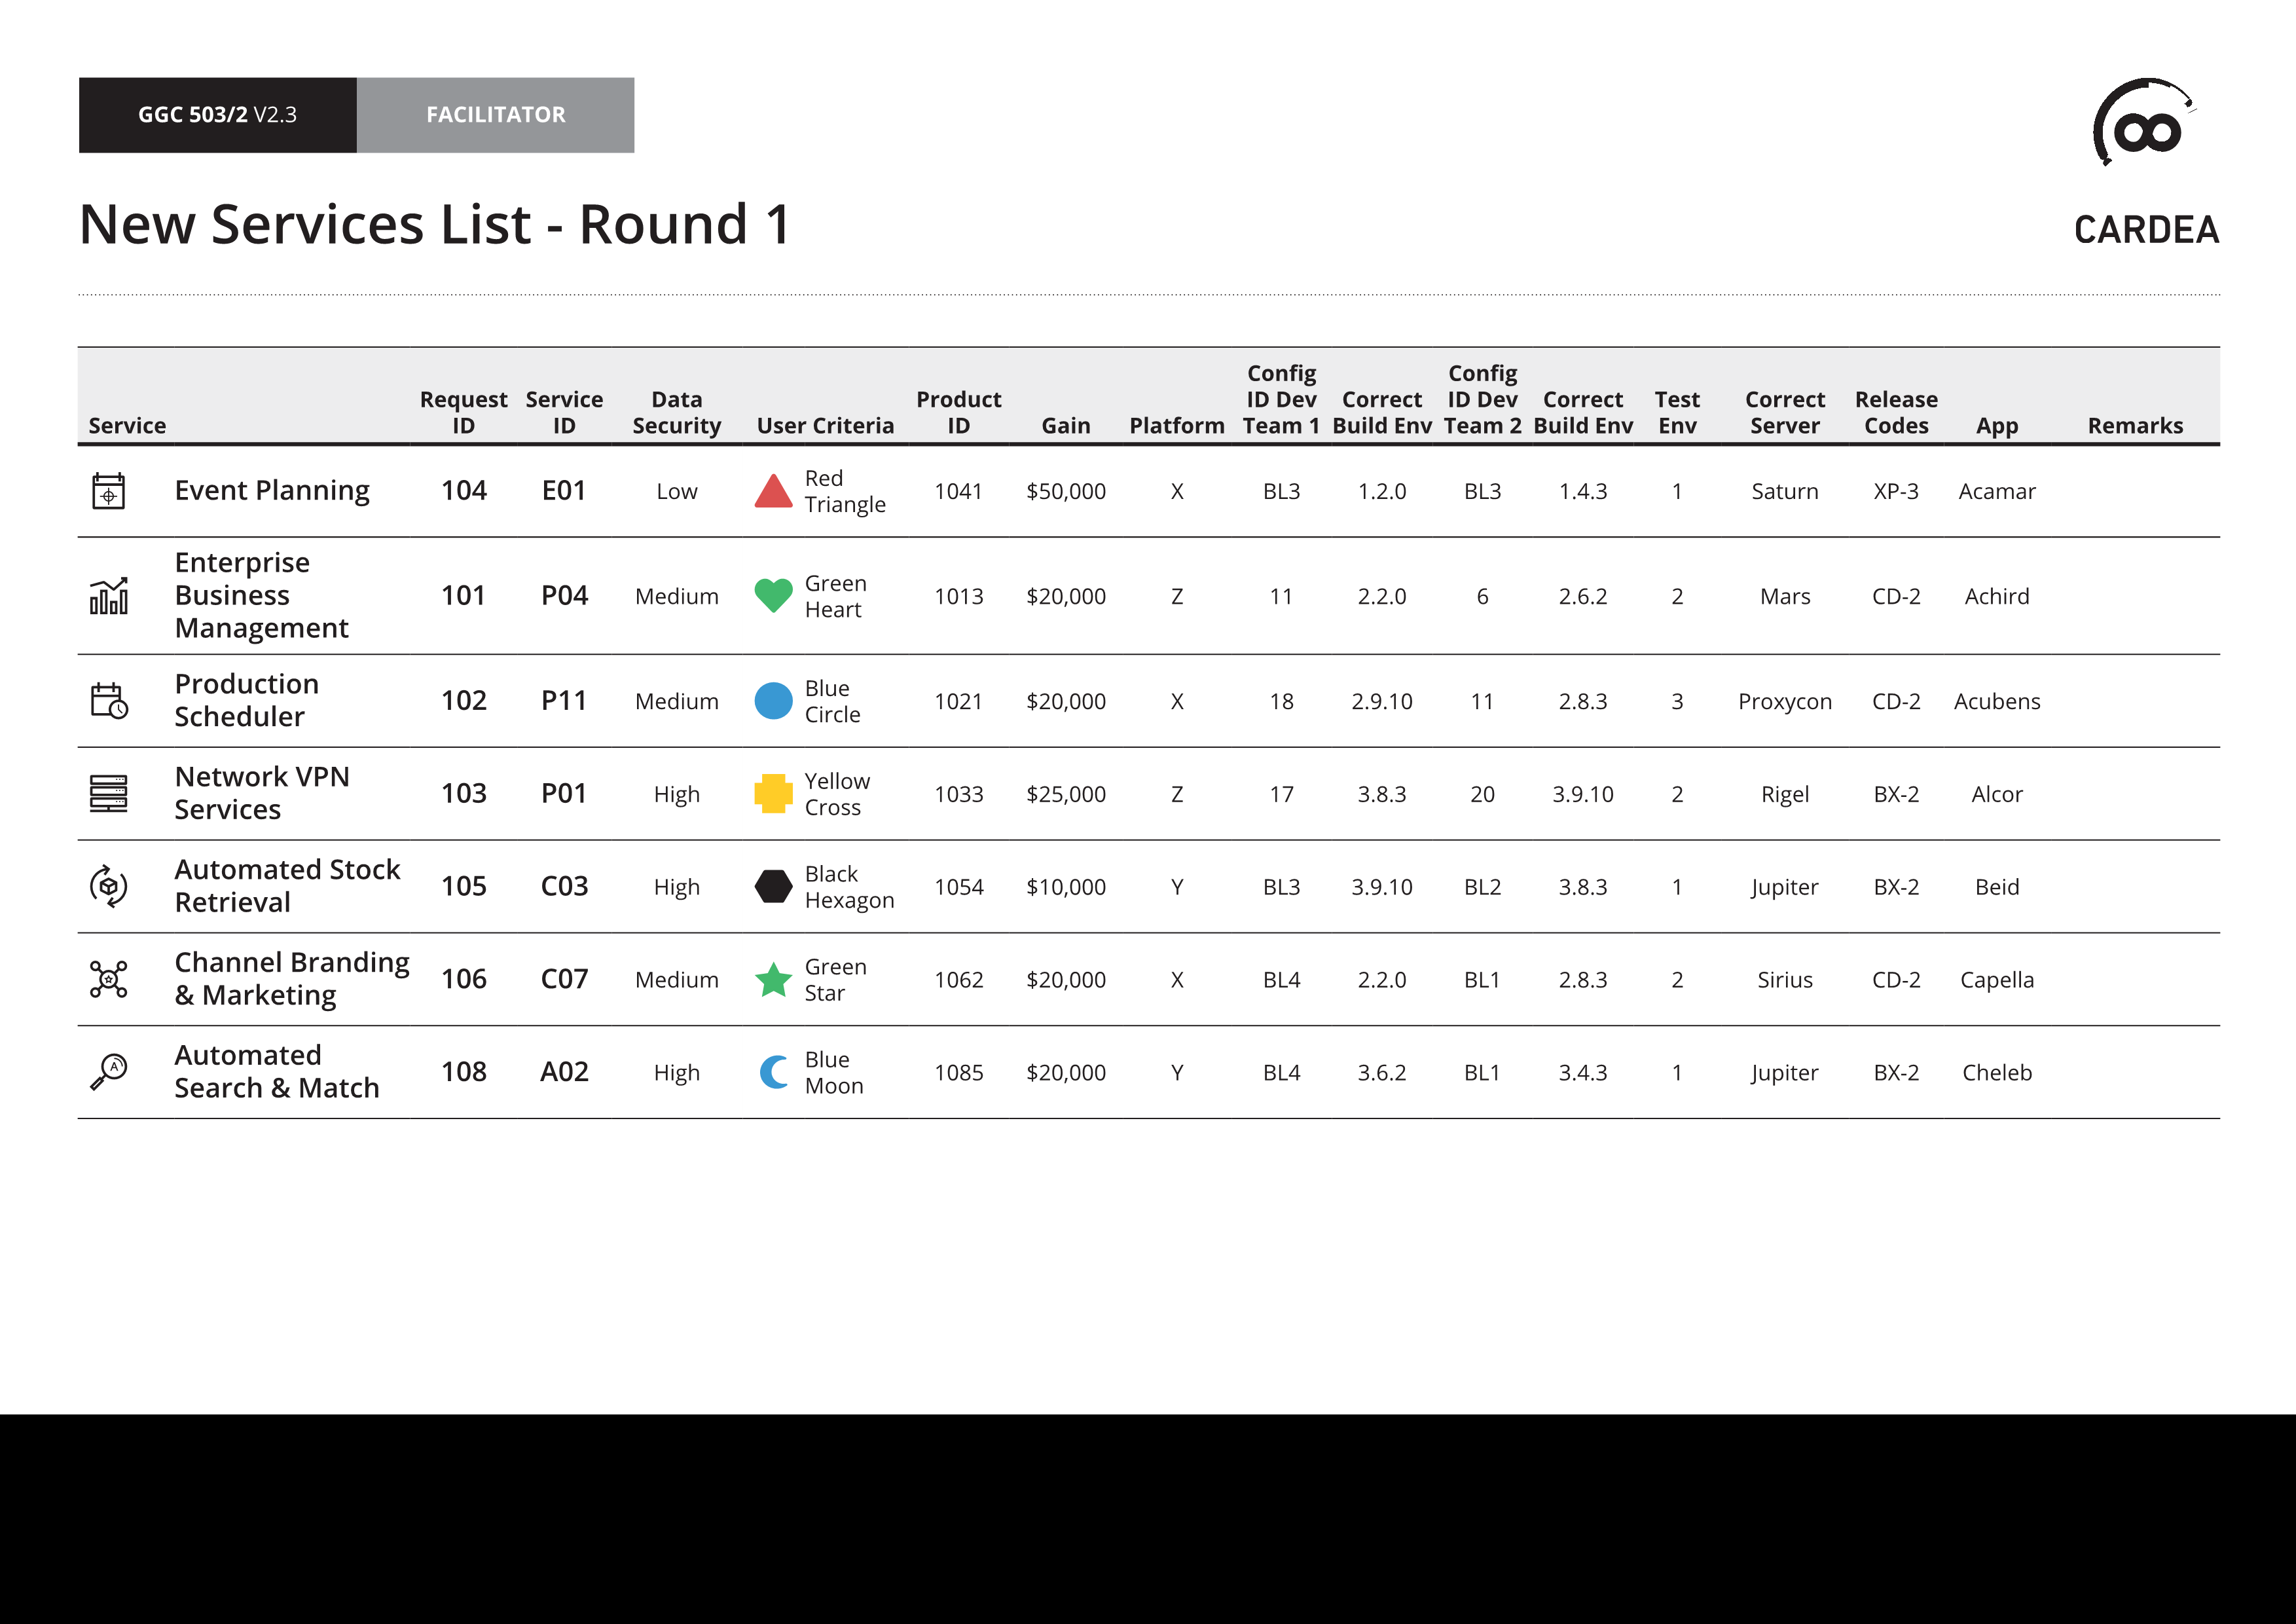 GGC 503/2 V2.3 FACILITATOR
New Services List - Round 1
CARDEA
Service Request ID Service ID Data Security User Criteria Product ID Gain Platform Config ID Dev Team 1 Correct Build Env Config ID Dev Team 2 Correct Build Env Test Env Correct Server Release Codes App Remarks
Event Planning 104 E01 Low Red Triangle 1041 $50,000 X BL3 1.2.0 BL3 1.4.3 1 Saturn XP-3 Acamar
Enterprise Business Management 101 P04 Medium Green Heart 1013 $20,000 Z 11 2.2.0 6 2.6.2 2 Mars CD-2 Achird
Production Scheduler 102 P11 Medium Blue Circle 1021 $20,000 X 18 2.9.10 11 2.8.3 3 Proxycon CD-2 Acubens
Network VPN Services 103 P01 High Yellow Cross 1033 $25,000 Z 17 3.8.3 20 3.9.10 2 Rigel BX-2 Alcor
Automated Stock Retrieval 105 C03 High Black Hexagon 1054 $10,000 Y BL3 3.9.10 BL2 3.8.3 1 Jupiter BX-2 Beid
Channel Branding & Marketing 106 C07 Medium Green Star 1062 $20,000 X BL4 2.2.0 BL1 2.8.3 2 Sirius CD-2 Capella
Automated Search & Match 108 A02 High Blue Moon 1085 $20,000 Y BL4 3.6.2 BL1 3.4.3 1 Jupiter BX-2 Cheleb